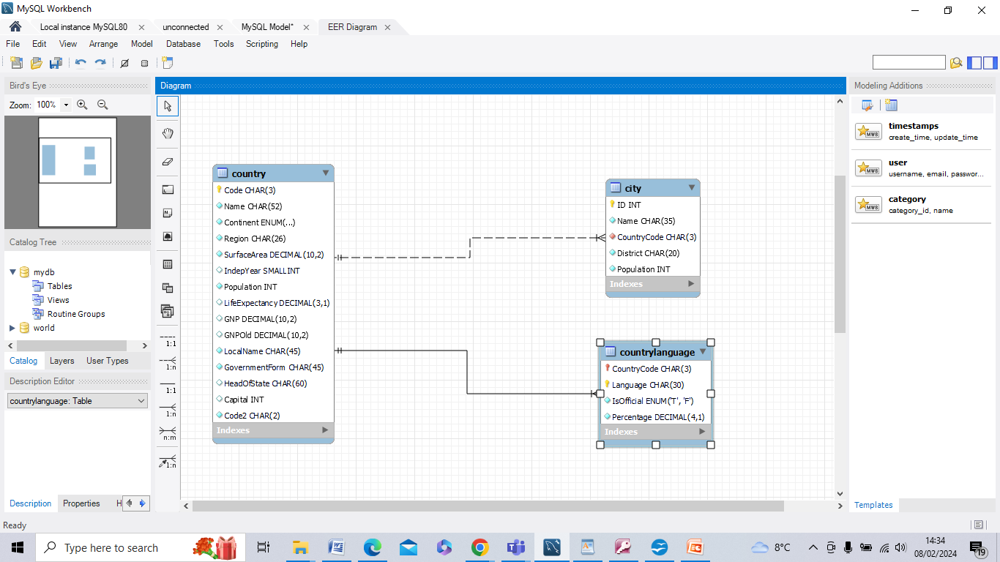 MySQL Workbench
Local instance MySQL80
unconnected
MySQL Model*
EER Diagram
File Edit View Arrange Model Database Tools Scripting Help
Bird's Eye
Zoom: 100%
Catalog Tree
mydb
Tables
Views
Routine Groups
world
Catalog Layers User Types
Description Editor
countrylanguage: Table
Description Properties H
Ready
Diagram
1:1
1:n
1:1
1:n
n:m
1:n
country
Code CHAR(3)
Name CHAR(52)
Continent ENUM(...)
Region CHAR(26)
SurfaceArea DECIMAL(10,2)
IndepYear SMALLINT
Population INT
LifeExpectancy DECIMAL(3,1)
GNP DECIMAL(10,2)
GNPOld DECIMAL(10,2)
LocalName CHAR(45)
GovernmentForm CHAR(45)
HeadOfState CHAR(60)
Capital INT
Code2 CHAR(2)
Indexes
city
ID INT
Name CHAR(35)
CountryCode CHAR(3)
District CHAR(20)
Population INT
Indexes
countrylanguage
CountryCode CHAR(3)
Language CHAR(30)
IsOfficial ENUM('T', 'F')
Percentage DECIMAL(4,1)
Indexes
Modeling Additions
timestamps
create_time, update_time
user
username, email, passwor...
category
category_id, name
Templates
Type here to search
8°C
14:34
08/02/2024
19